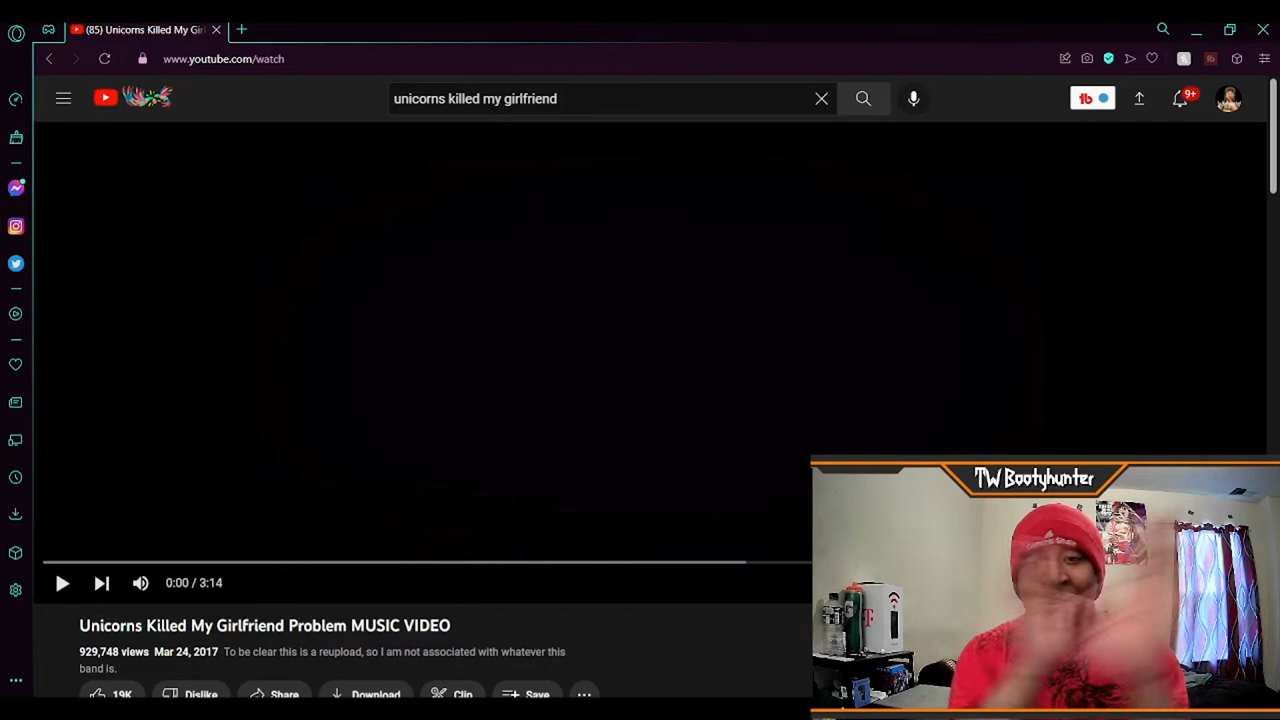 (85) Unicorns Killed My Girl
www.youtube.com/watch
unicorns killed my girlfriend
tb
9+
0:00 / 3:14
Unicorns Killed My Girlfriend Problem MUSIC VIDEO
929,748 views Mar 24, 2017 To be clear this is a reupload, so I am not associated with whatever this
band is.
19K Dislike Share Download Clip Save
TW Bootyhunter
T